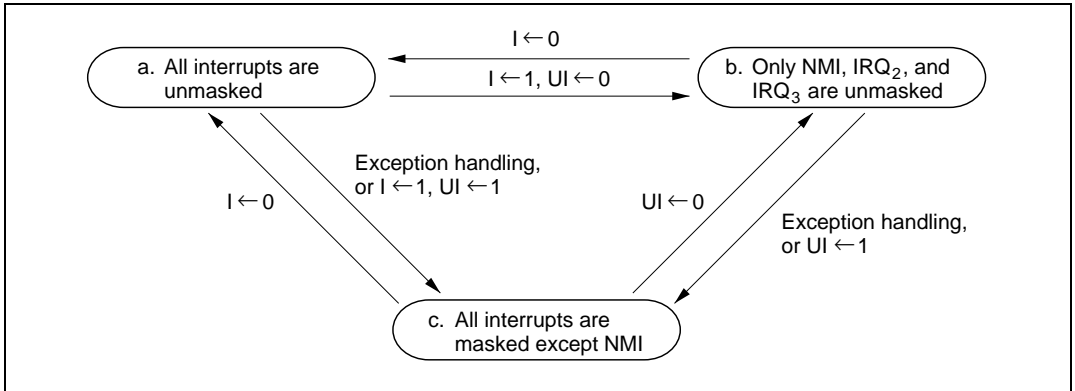 I ← 0
a. All interrupts are
unmasked
I ← 1, UI ← 0
b. Only NMI, IRQ₂, and
IRQ₃ are unmasked
Exception handling,
or I ← 1, UI ← 1
I ← 0
UI ← 0
Exception handling,
or UI ← 1
c. All interrupts are
masked except NMI